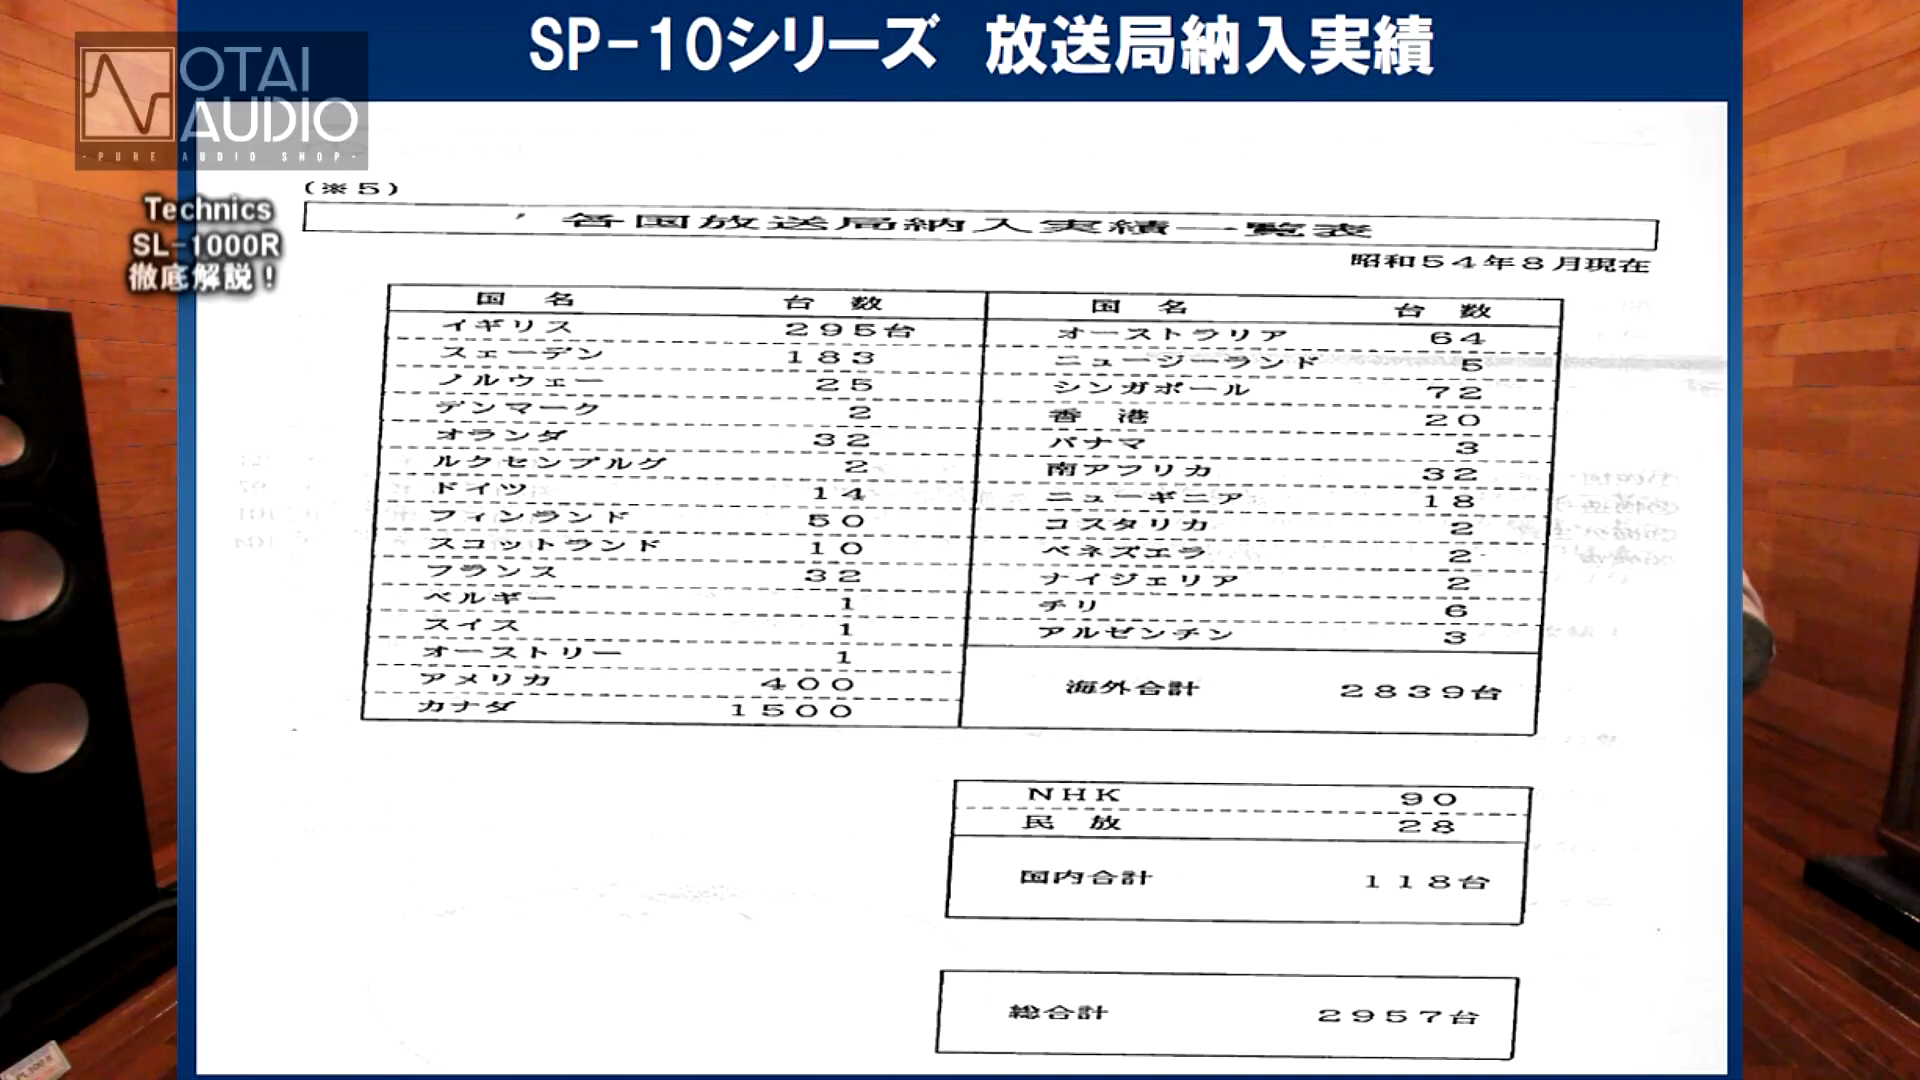 SP-10シリーズ 放送局納入実績
OTAI
AUDIO
- PURE AUDIO SHOP -
Technics
SL-1000R
徹底解説！
(※5)
各国放送局納入実績一覧表
昭和54年8月現在
国 名 台 数
イギリス 295台
スェーデン 183
ノルウェー 25
デンマーク 2
オランダ 32
ルクセンブルグ 2
ドイツ 14
フィンランド 50
スコットランド 10
フランス 32
ベルギー 1
スイス 1
オーストリー 1
アメリカ 400
カナダ 1500
国 名 台 数
オーストラリア 64
ニュージーランド 5
シンガポール 72
香 港 20
パナマ 3
南アフリカ 32
ニューギニア 18
コスタリカ 2
ベネズエラ 2
ナイジェリア 2
チリ 6
アルゼンチン 3
海外合計 2839台
NHK 90
民 放 28
国内合計 118台
総合計 2957台